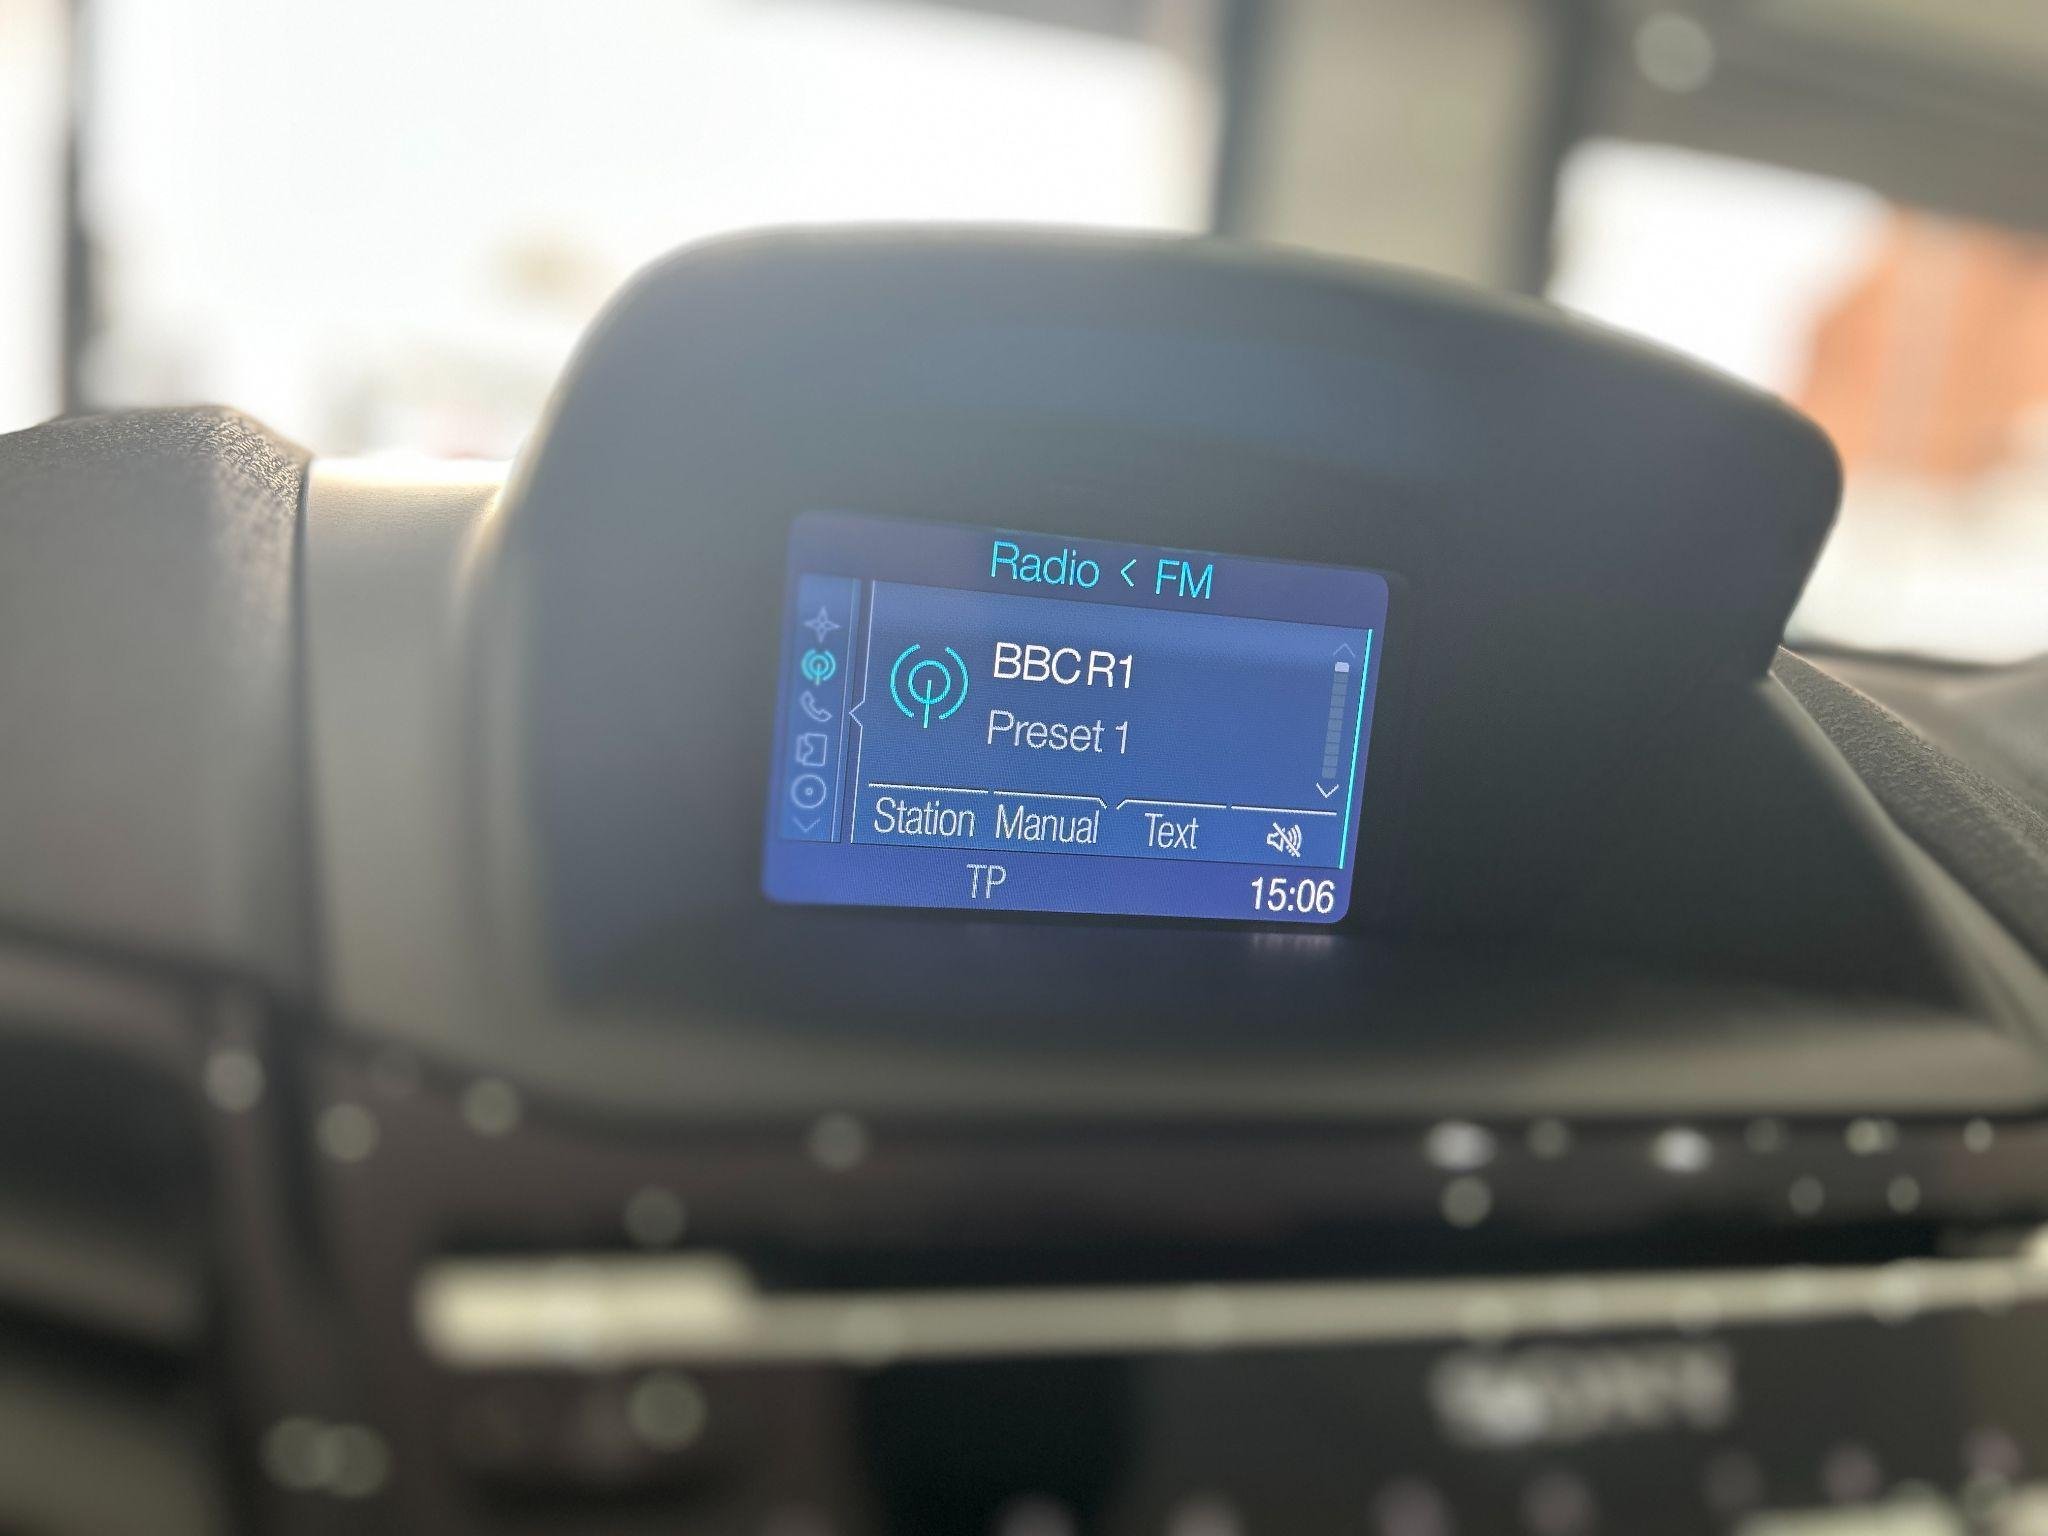 Radio < FM
BBC R1
Preset 1
Station Manual Text
TP 15:06